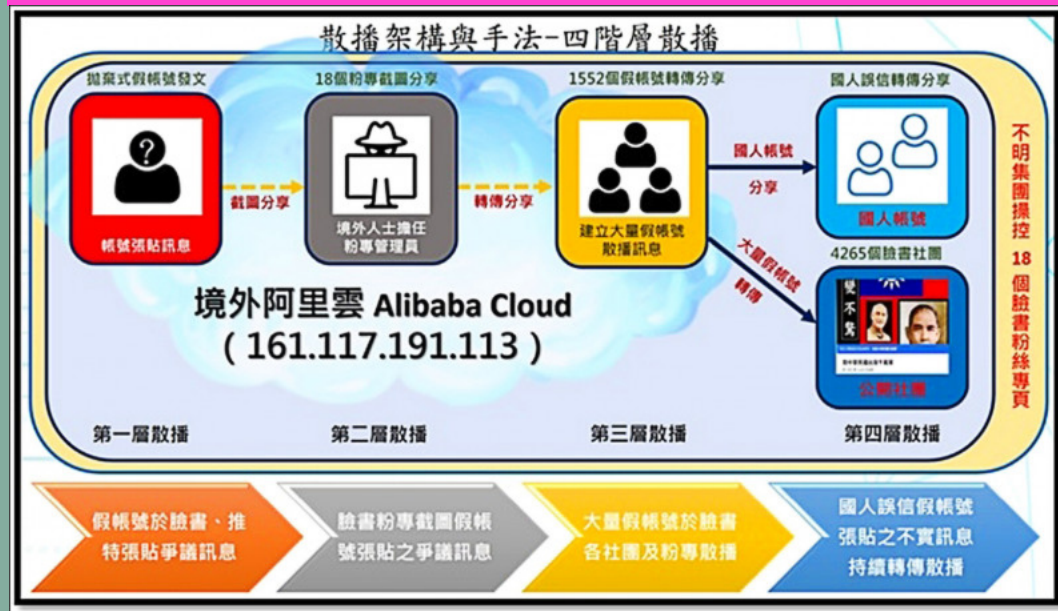 散播架構與手法-四階層散播
拋棄式假帳號發文
?
帳號張貼訊息
截圖分享
18個粉專截圖分享
境外人士擔任
粉專管理員
轉傳分享
1552個假帳號轉傳分享
建立大量假帳號
散播訊息
國人帳號
分享
大量假帳號
轉傳
國人誤信轉傳分享
國人帳號
4265個臉書社團
變不驚
公開社團
境外阿里雲 Alibaba Cloud
( 161.117.191.113 )
第一層散播
第二層散播
第三層散播
第四層散播
不明集團操控 18 個臉書粉絲專頁
假帳號於臉書、推
特張貼爭議訊息
臉書粉專截圖假帳
號張貼之爭議訊息
大量假帳號於臉書
各社團及粉專散播
國人誤信假帳號
張貼之不實訊息
持續轉傳散播